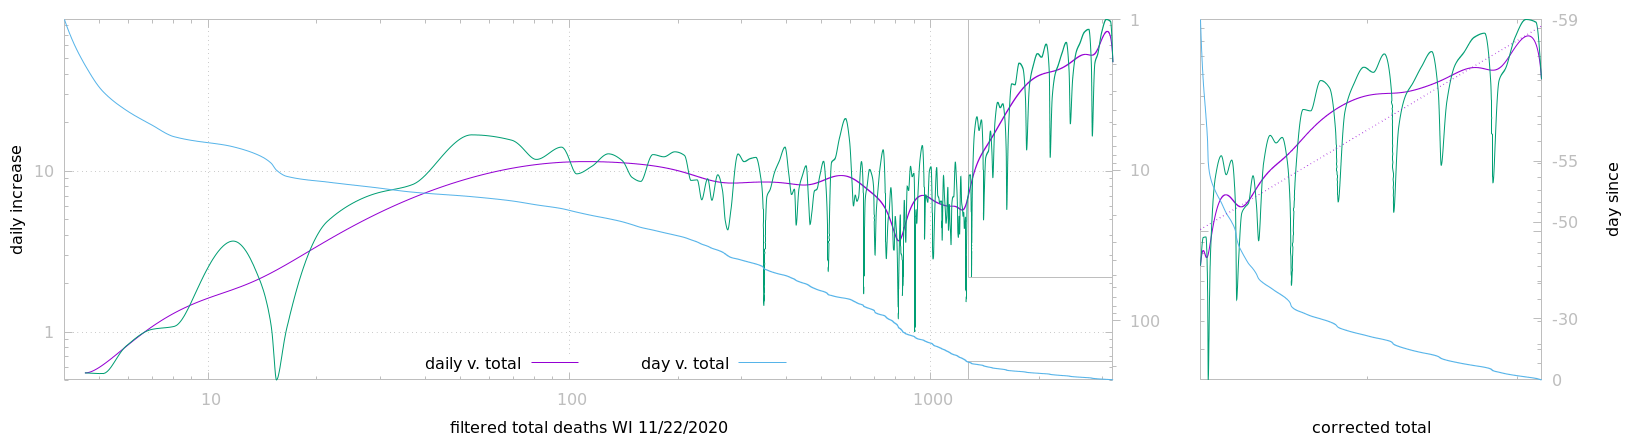 1
-59
daily increase
10
10
-55
-50
day since
1
100
-30
daily v. total
day v. total
0
10
100
1000
filtered total deaths WI 11/22/2020
corrected total